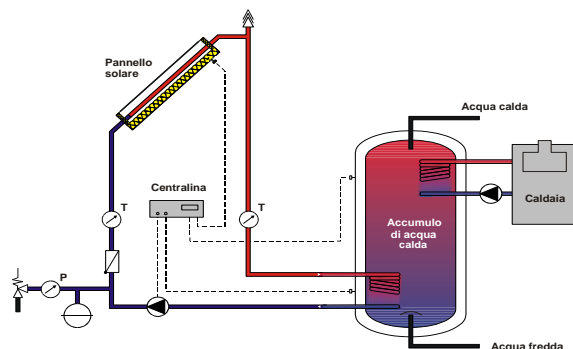 Pannello
solare
Acqua calda
Centralina
T
T
Caldaia
Accumulo
di acqua
calda
P
Acqua fredda